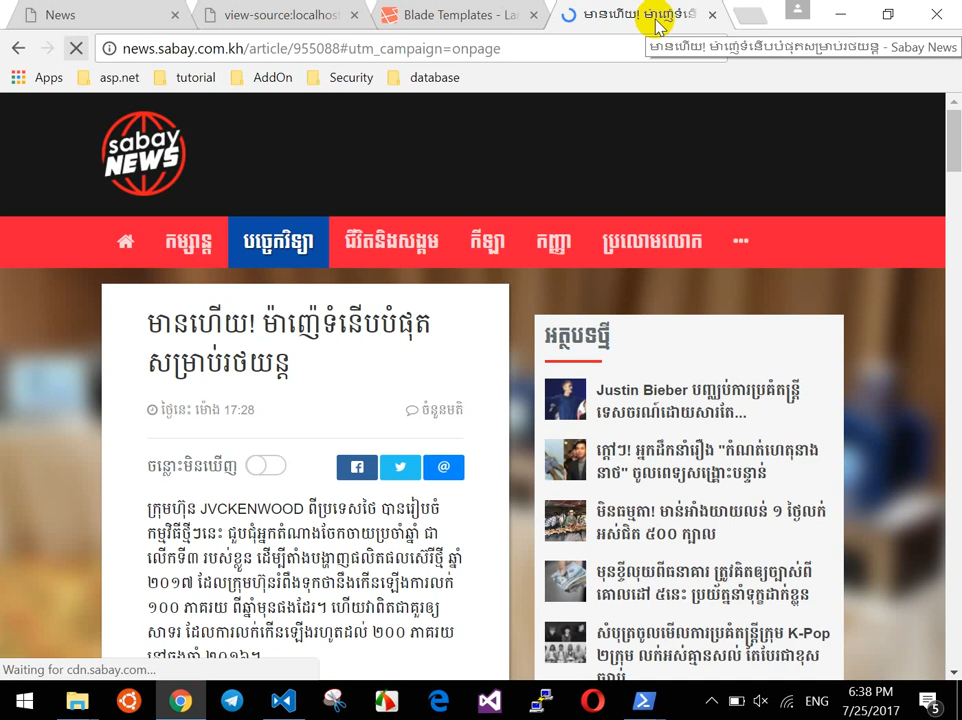 News
view-source:localhost
Blade Templates - La
មានហើយ! ម៉ាញ៉េទំនើ
news.sabay.com.kh/article/955088#utm_campaign=onpage
មានហើយ! ម៉ាញ៉េទំនើបបំផុតសម្រាប់រថយន្ត - Sabay News
Apps
asp.net
tutorial
AddOn
Security
database
sabay
NEWS
កម្សាន្ត
បច្ចេកវិទ្យា
ជីវិតនិងសង្គម
កីឡា
កញ្ញា
ប្រលោមលោក
មានហើយ! ម៉ាញ៉េទំនើបបំផុត
សម្រាប់រថយន្ត
ថ្ងៃនេះ ម៉ោង 17:28
ចំនួនមតិ
ចន្លោះមិនឃើញ
ក្រុមហ៊ុន JVCKENWOOD ពីប្រទេសថៃ បានរៀបចំ
កម្មវិធីថ្មីៗនេះ ជួបជុំអ្នកតំណាងចែកចាយប្រចាំឆ្នាំ ជា
លើកទី៣ របស់ខ្លួន ដើម្បីតាំងបង្ហាញផលិតផលស៊េរីថ្មី ឆ្នាំ
២០១៧ ដែលក្រុមហ៊ុនរំពឹងទុកថានឹងកើនឡើងការលក់
១០០ ភាគរយ ពីឆ្នាំមុនផងដែរ។ ហើយវាពិតជាគួរឲ្យ
សាទរ ដែលការលក់កើនឡើងរហូតដល់ ២០០ ភាគរយ
នៅក្នុងឆ្នាំ ២០១៦។
អត្ថបទថ្មី
Justin Bieber បញ្ឈប់ការប្រគំតន្ត្រី
ទេសចរណ៍ដោយសារតែ...
ក្ដៅៗ! អ្នកដឹកនាំរឿង "កំណត់ហេតុនាង
នាថ" ចូលពេទ្យសង្គ្រោះបន្ទាន់
មិនធម្មតា! មាន់អាំងយាយលន់ ១ ថ្ងៃលក់
អស់ជិត ៥០០ ក្បាល
មុនខ្ចីលុយពីធនាគារ ត្រូវគិតឲ្យច្បាស់ពី
គោលដៅ ៥នេះ ប្រយ័ត្ននាំទុក្ខដាក់ខ្លួន
សំបុត្រចូលមើលការប្រគំតន្ត្រីក្រុម K-Pop
២ក្រុម លក់អស់គ្មានសល់ តែបែរជាខុស
ច្បាប់
Waiting for cdn.sabay.com...
ENG
6:38 PM
7/25/2017
5